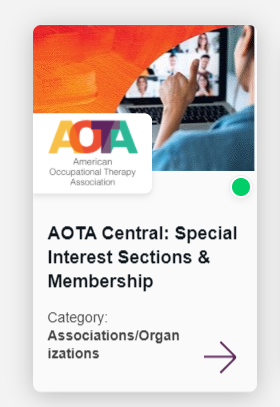 AOTA
American
Occupational Therapy
Association
AOTA Central: Special
Interest Sections &
Membership
Category:
Associations/Organ
izations